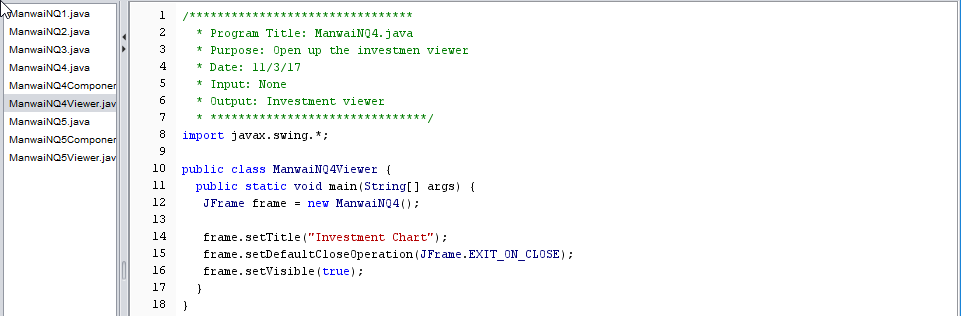 ManwaiNQ1.java
ManwaiNQ2.java
ManwaiNQ3.java
ManwaiNQ4.java
ManwaiNQ4Componer
ManwaiNQ4Viewer.jav
ManwaiNQ5.java
ManwaiNQ5Componer
ManwaiNQ5Viewer.jav
1 /********************************
2 * Program Title: ManwaiNQ4.java
3 * Purpose: Open up the investmen viewer
4 * Date: 11/3/17
5 * Input: None
6 * Output: Investment viewer
7 * *******************************/
8 import javax.swing.*;
9
10 public class ManwaiNQ4Viewer {
11 public static void main(String[] args) {
12 JFrame frame = new ManwaiNQ4();
13
14 frame.setTitle("Investment Chart");
15 frame.setDefaultCloseOperation(JFrame.EXIT_ON_CLOSE);
16 frame.setVisible(true);
17 }
18 }